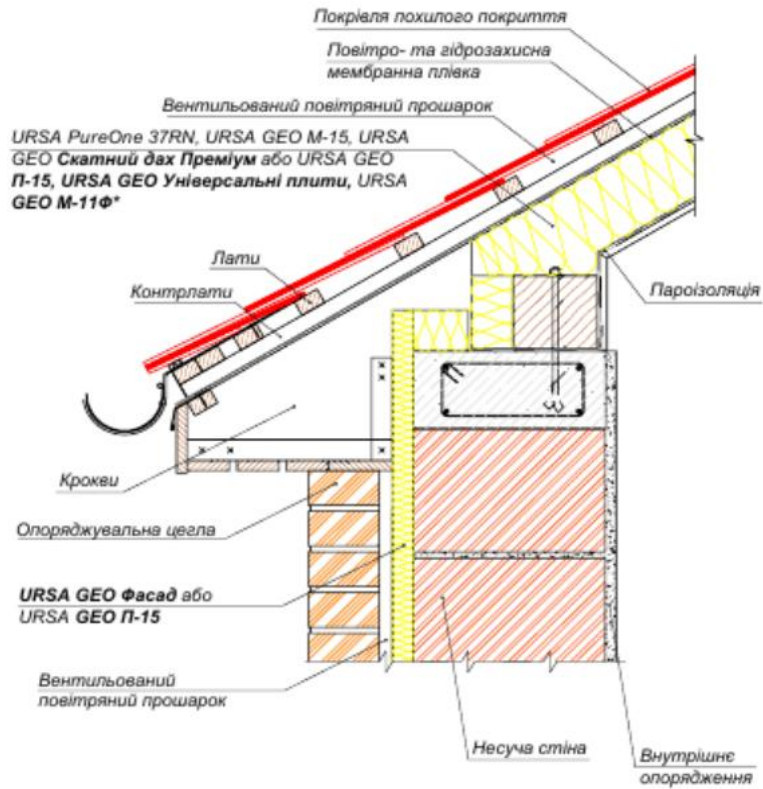 Покрівля похилого покриття
Повітро- та гідрозахисна
мембранна плівка
Вентильований повітряний прошарок
URSA PureOne 37RN, URSA GEO М-15, URSA
GEO Скатний дах Преміум або URSA GEO
П-15, URSA GEO Універсальні плити, URSA
GEO М-11Ф*
Лати
Контрлати
Пароізоляція
Крокви
Опоряджувальна цегла
URSA GEO Фасад або
URSA GEO П-15
Вентильований
повітряний прошарок
Несуча стіна
Внутрішнє
опорядження